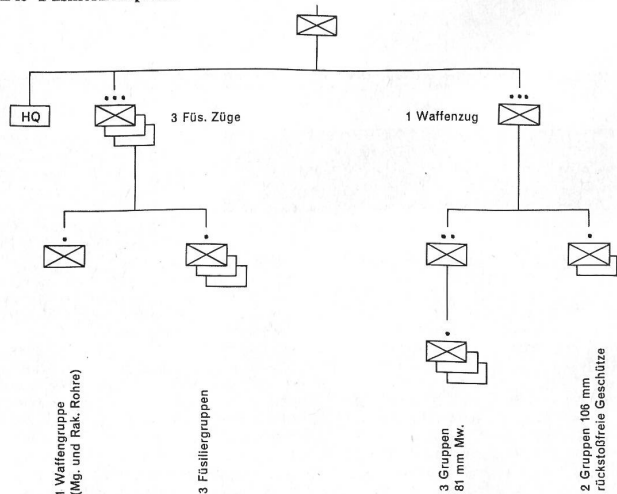 HQ
3 Füs. Züge
1 Waffenzug
1 Waffengruppe
(Mg. und Rak. Rohre)
3 Füsiliergruppen
3 Gruppen
81 mm Mw.
2 Gruppen 106 mm
rückstoßfreie Geschütze